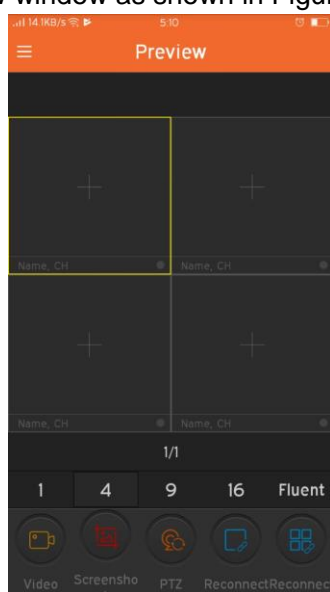 window as shown in Figur
14.1KB/s 5:10
Preview
Name, CH Name, CH
Name, CH Name, CH
1/1
1 4 9 16 Fluent
Video Screensho PTZ Reconnect Reconnec